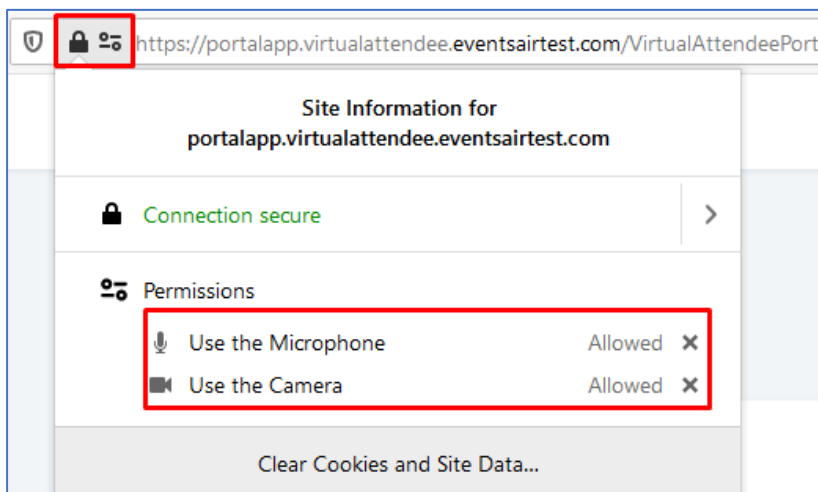 https://portalapp.virtualattendee.eventsairtest.com/VirtualAttendeePort
Site Information for
portalapp.virtualattendee.eventsairtest.com
Connection secure
Permissions
Use the Microphone Allowed
Use the Camera Allowed
Clear Cookies and Site Data...